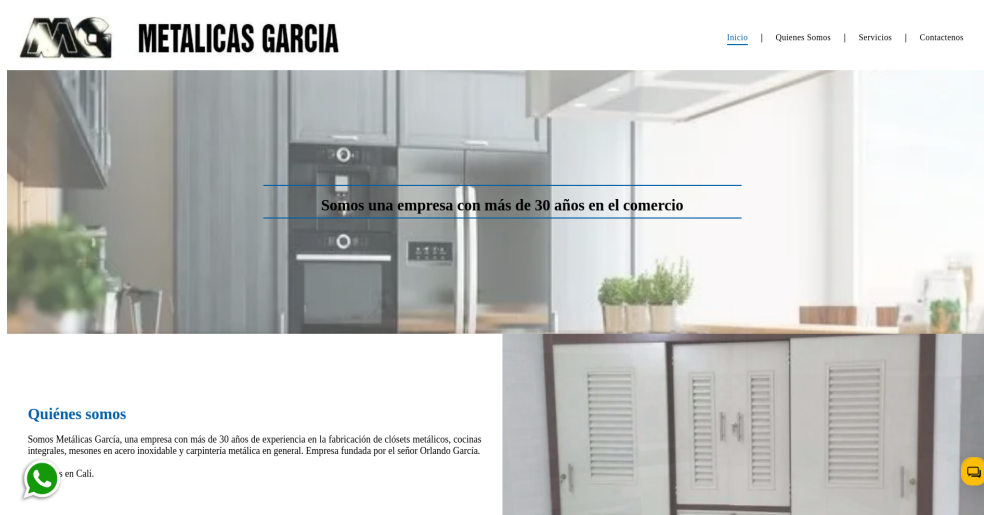 MG METALICAS GARCIA
Inicio | Quienes Somos | Servicios | Contactenos
Somos una empresa con más de 30 años en el comercio
Quiénes somos
Somos Metálicas García, una empresa con más de 30 años de experiencia en la fabricación de clósets metálicos, cocinas
integrales, mesones en acero inoxidable y carpintería metálica en general. Empresa fundada por el señor Orlando García.
en Cali.